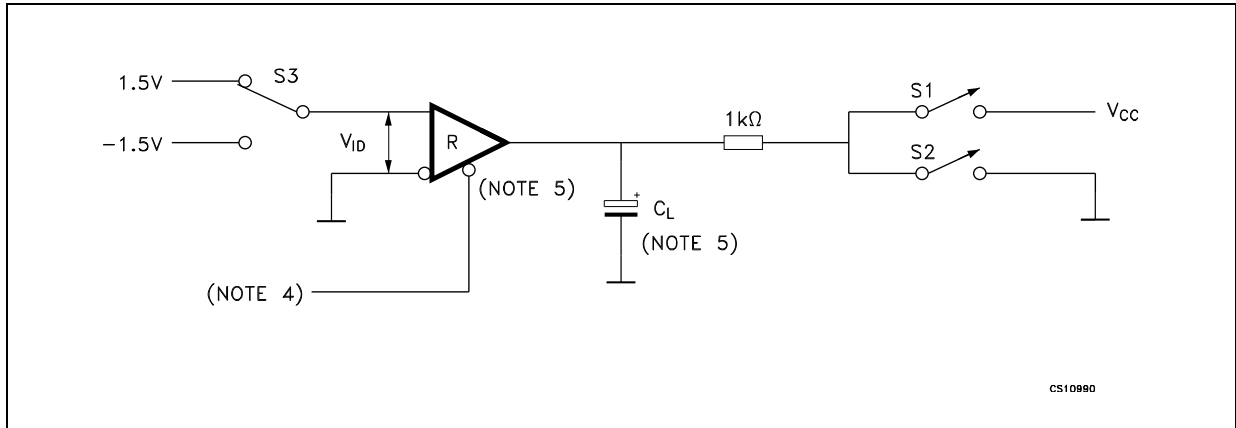 1.5V
S3
-1.5V
VID
R
(NOTE 5)
(NOTE 4)
+
CL
(NOTE 5)
1kΩ
S1
VCC
S2
CS10990